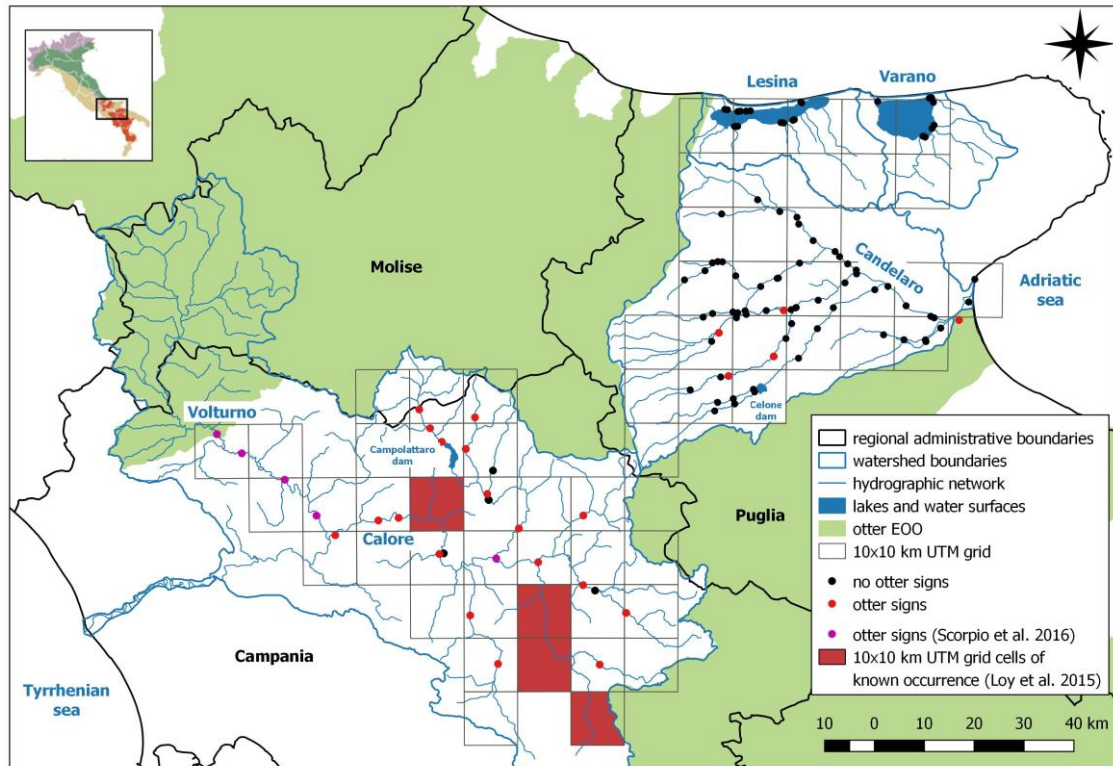 Lesina
Varano
Molise
Candelaro
Adriatic
sea
Volturno
Campolattaro
dam
Celone
dam
Calore
Puglia
Campania
Tyrrhenian
sea
regional administrative boundaries
watershed boundaries
hydrographic network
lakes and water surfaces
otter EOO
10x10 km UTM grid
no otter signs
otter signs
otter signs (Scorpio et al. 2016)
10x10 km UTM grid cells of
known occurrence (Loy et al. 2015)
10 0 10 20 30 40 km